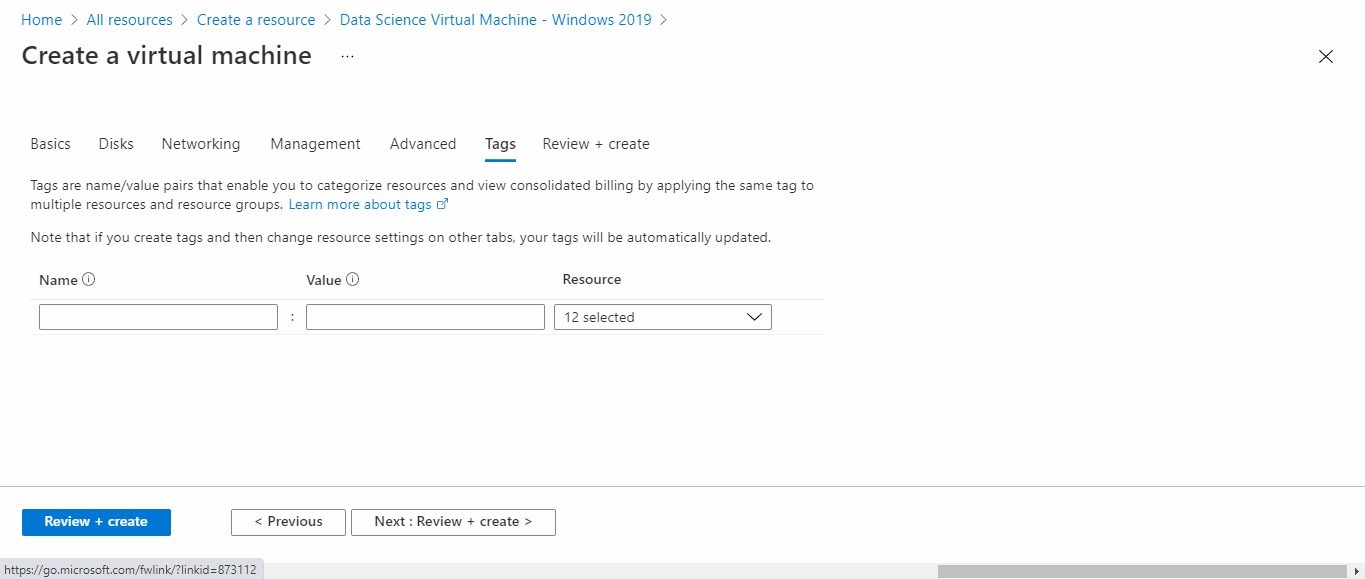 Home > All resources > Create a resource > Data Science Virtual Machine - Windows 2019 >
Create a virtual machine ...
Basics Disks Networking Management Advanced Tags Review + create
Tags are name/value pairs that enable you to categorize resources and view consolidated billing by applying the same tag to
multiple resources and resource groups. Learn more about tags
Note that if you create tags and then change resource settings on other tabs, your tags will be automatically updated.
Name Value Resource
: 12 selected
Review + create < Previous Next : Review + create >
https://go.microsoft.com/fwlink/?linkid=873112